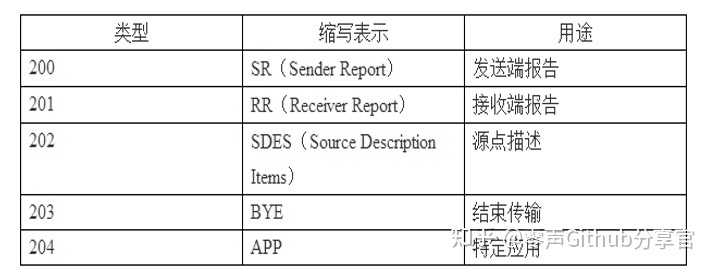 类型 缩写表示 用途
200 SR（Sender Report） 发送端报告
201 RR（Receiver Report） 接收端报告
202 SDES（Source Description 源点描述
Items）
203 BYE 结束传输
204 APP 特定应用
知乎 @声Github分享官